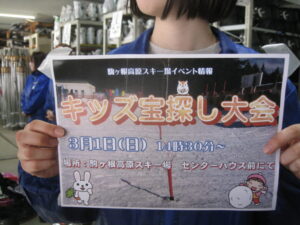 駒ヶ根高原スキー場イベント情報
キッズ宝探し大会
3月1日(日) 14時30分~
場所:駒ヶ根高原スキー場 センターハウス前にて